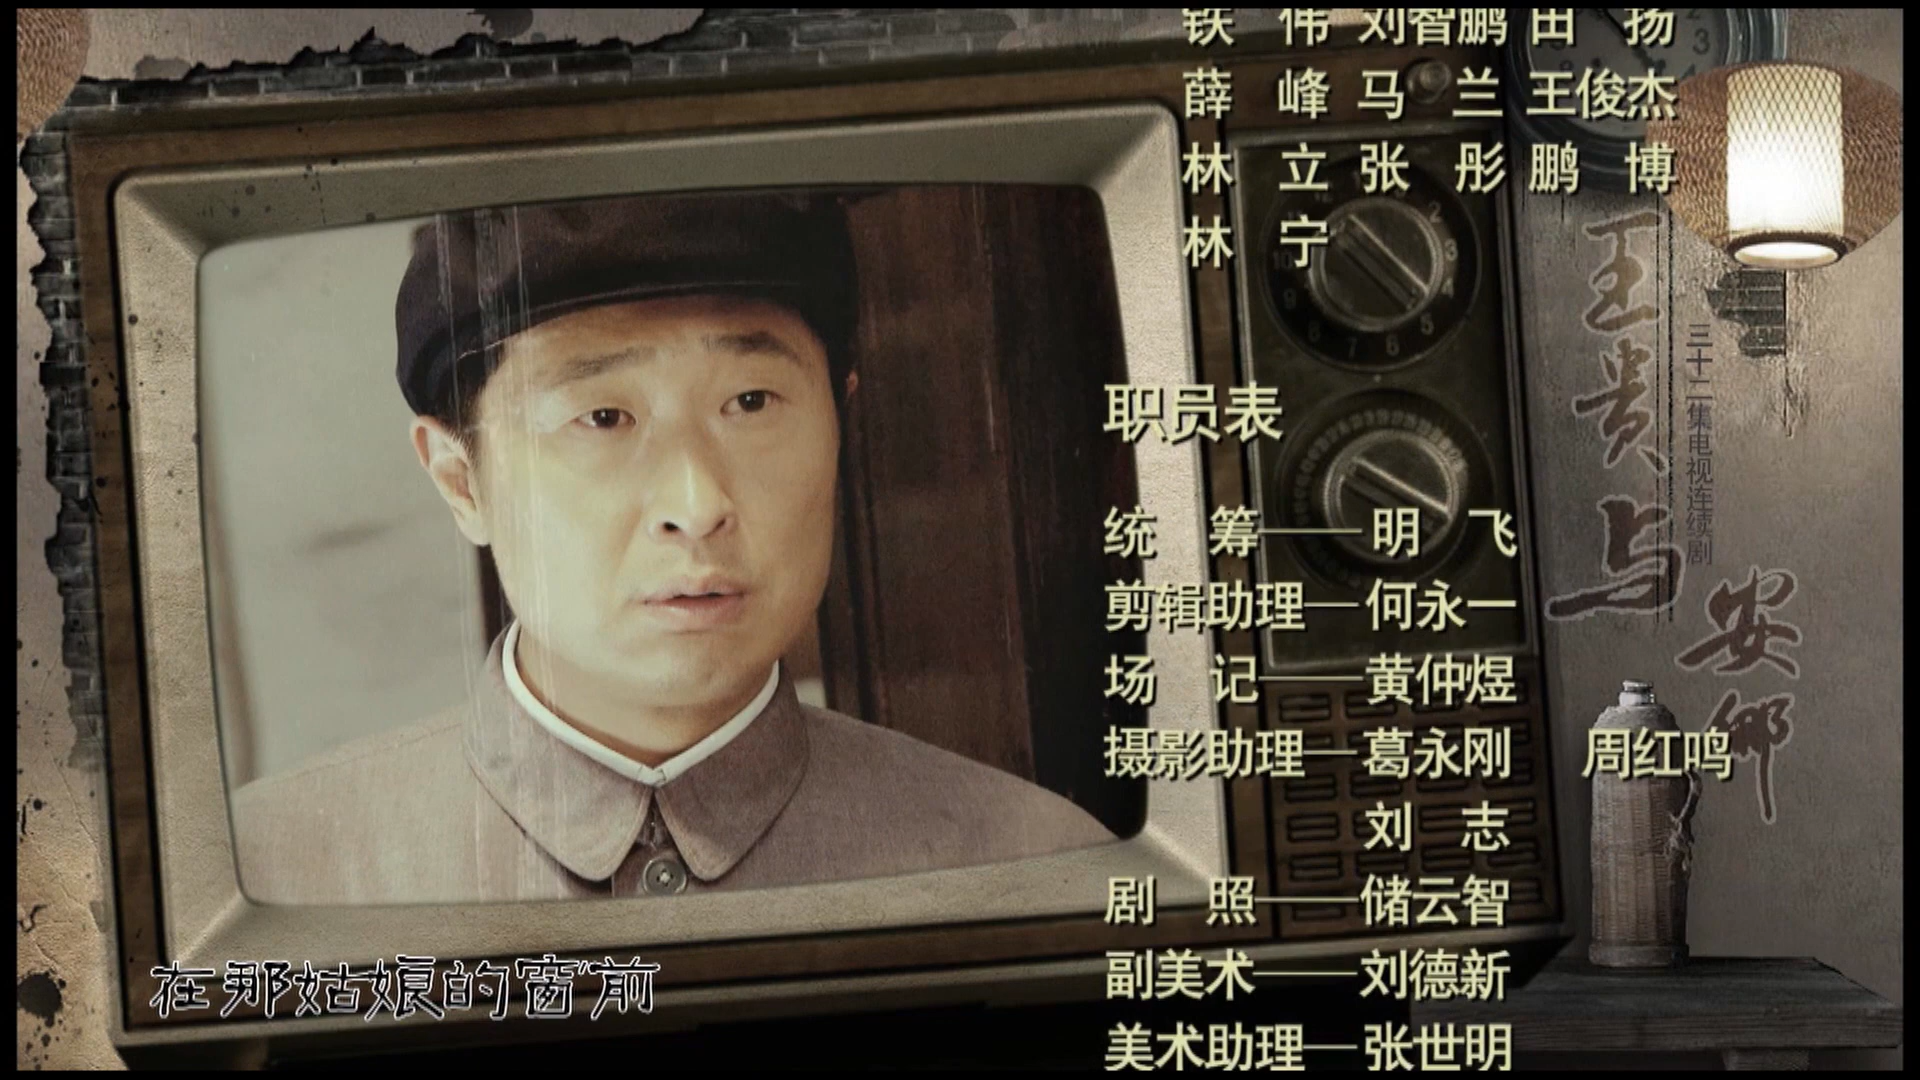 铁 伟 刘智鹏 田 扬
薛 峰 马 兰 王俊杰
林 立 张 彤 鹏 博
林 宁
职员表
统 筹——明 飞
剪辑助理—何永一
场 记——黄仲煜
摄影助理—葛永刚 周红鸣
刘 志
剧 照——储云智
副美术——刘德新
美术助理—张世明
王贵与
安娜
三十二集电视连续剧
在那姑娘的窗前